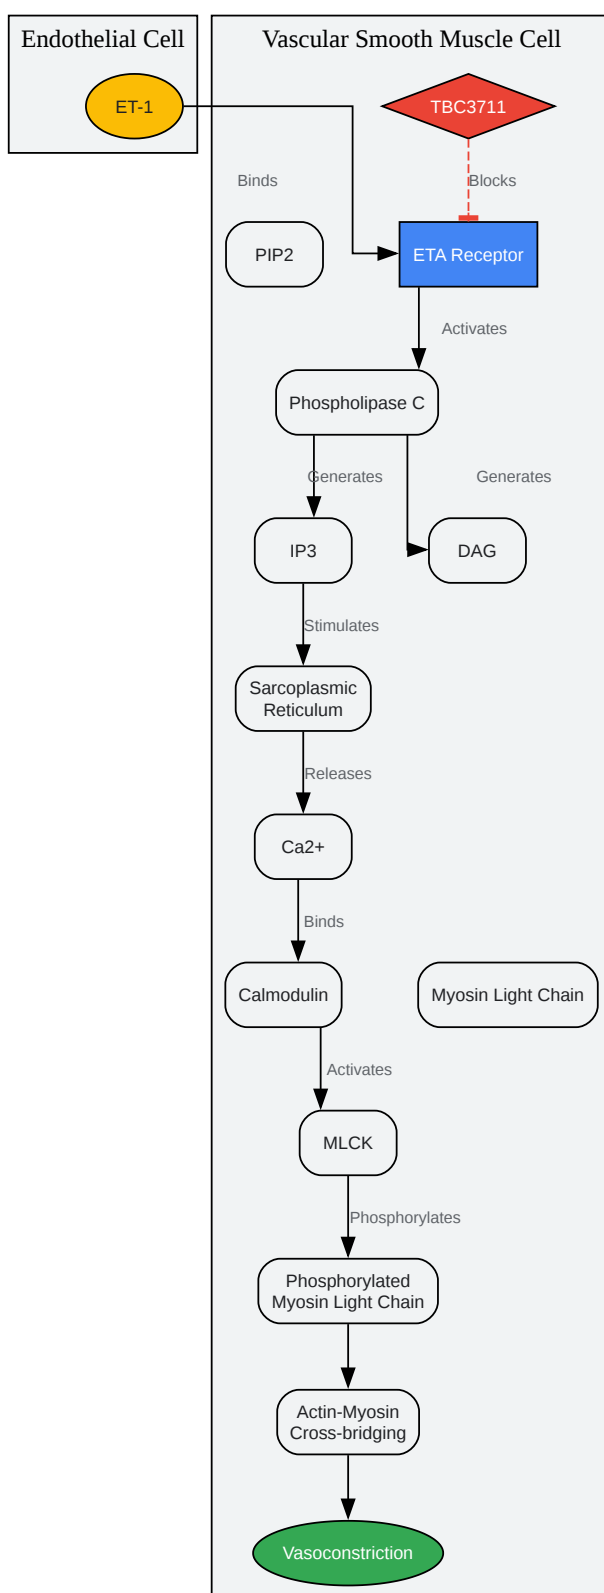 Endothelial Cell
Vascular Smooth Muscle Cell
ET-1
TBC3711
Binds
Blocks
PIP2
ETA Receptor
Activates
Phospholipase C
Generates
Generates
IP3
DAG
Stimulates
Sarcoplasmic
Reticulum
Releases
Ca2+
Binds
Calmodulin
Myosin Light Chain
Activates
MLCK
Phosphorylates
Phosphorylated
Myosin Light Chain
Actin-Myosin
Cross-bridging
Vasoconstriction